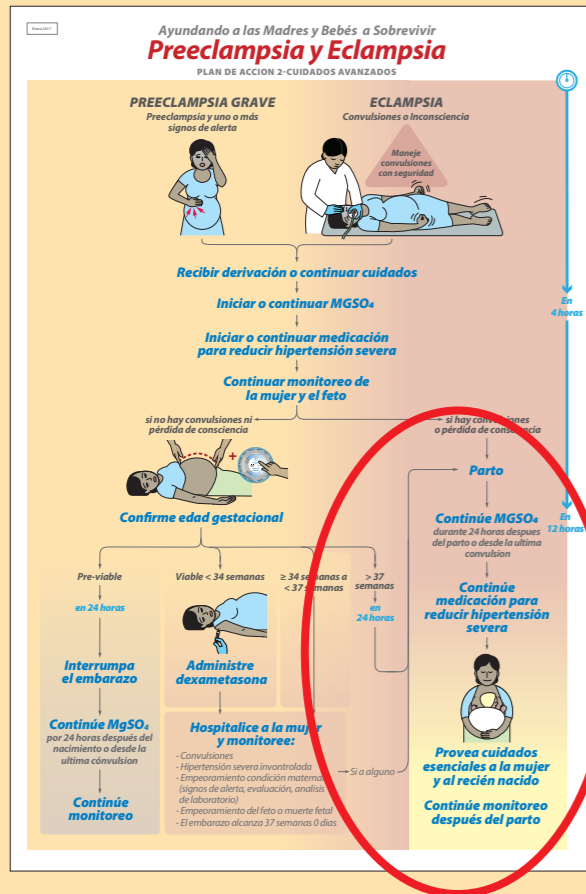 Enero 2017
Ayundando a las Madres y Bebés a Sobrevivir
Preeclampsia y Eclampsia
PLAN DE ACCION 2-CUIDADOS AVANZADOS
PREECLAMPSIA GRAVE
Preeclampsia y uno o más
signos de alerta
ECLAMPSIA
Convulsiones o Inconsciencia
Maneje
convulsiones
con seguridad
Recibir derivación o continuar cuidados
Iniciar o continuar MGSO₄
Iniciar o continuar medicación
para reducir hipertensión severa
Continuar monitoreo de
la mujer y el feto
En
4 horas
si no hay convulsiones ni
pérdida de consciencia
si hay convulsiones
o pérdida de consciencia
+
Confirme edad gestacional
Pre-viable
en 24 horas
Interrumpa
el embarazo
Continúe MgSO₄
por 24 horas después del
nacimiento o desde la
ultima cónvulsion
Continúe
monitoreo
Viable < 34 semanas
Administre
dexametasona
≥ 34 semanas a
< 37 semanas
> 37
semanas
en
24 horas
Hospitalice a la mujer
y monitoree:
- Convulsiones
- Hipertensión severa invontrolada
- Empeoramiento condición materna
(signos de alerta, evaluación, analisis
de laboratorio)
- Empeoramiento del feto o muerte fetal
- El embarazo alcanza 37 semanas 0 días
Si a alguno
Parto
En
12 horas
Continúe MGSO₄
durante 24 horas despues
del parto o desde la ultima
convulsion
Continúe
medicación para
reducir hipertensión
severa
Provea cuidados
esenciales a la mujer
y al recién nacido
Continúe monitoreo
después del parto